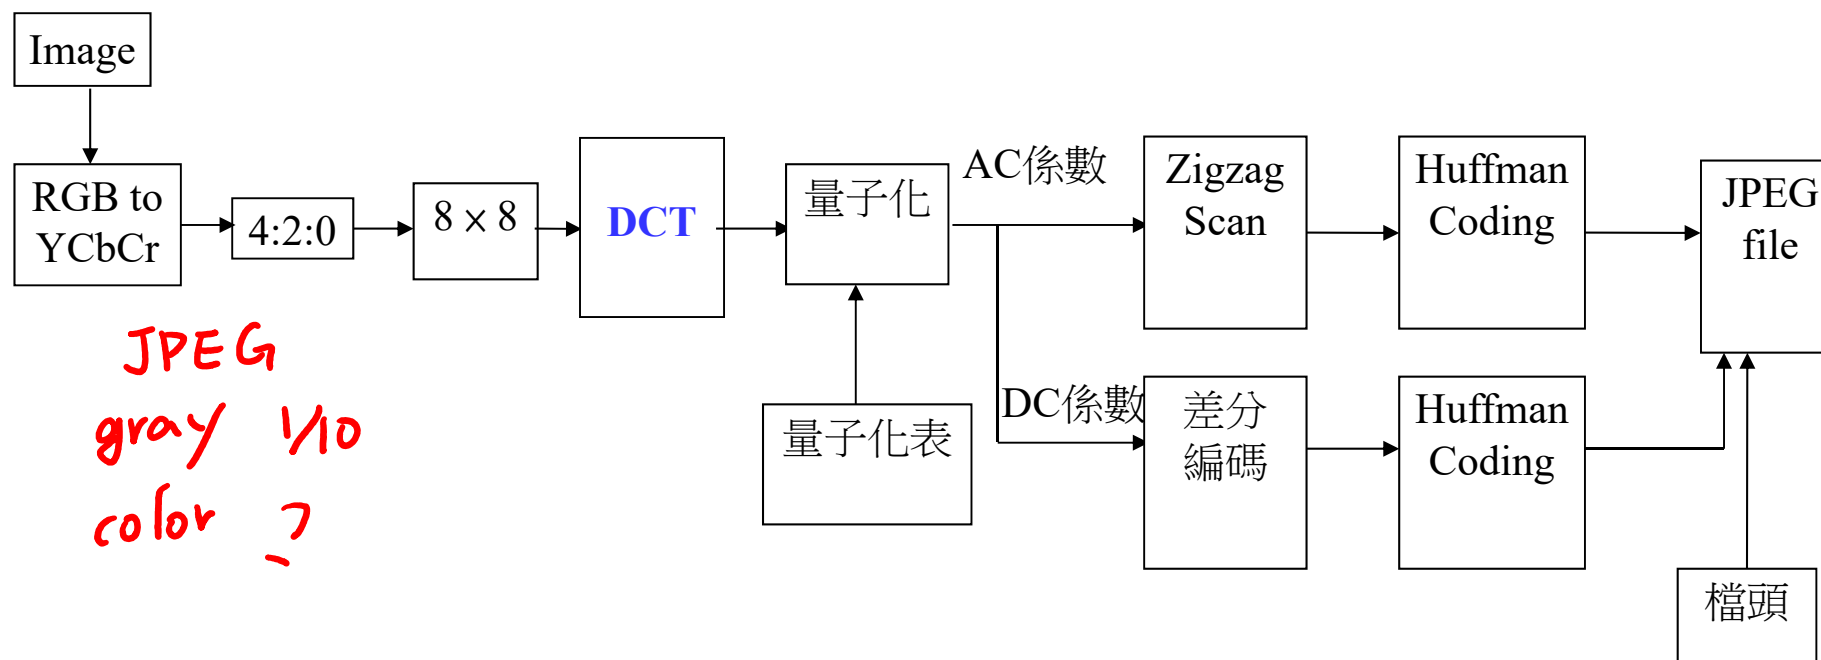 Image
RGB to
YCbCr
4:2:0
8 × 8
DCT
量子化
量子化表
AC係數
Zigzag
Scan
Huffman
Coding
DC係數
差分
編碼
Huffman
Coding
JPEG
file
檔頭
JPEG
gray 1/10
color ?